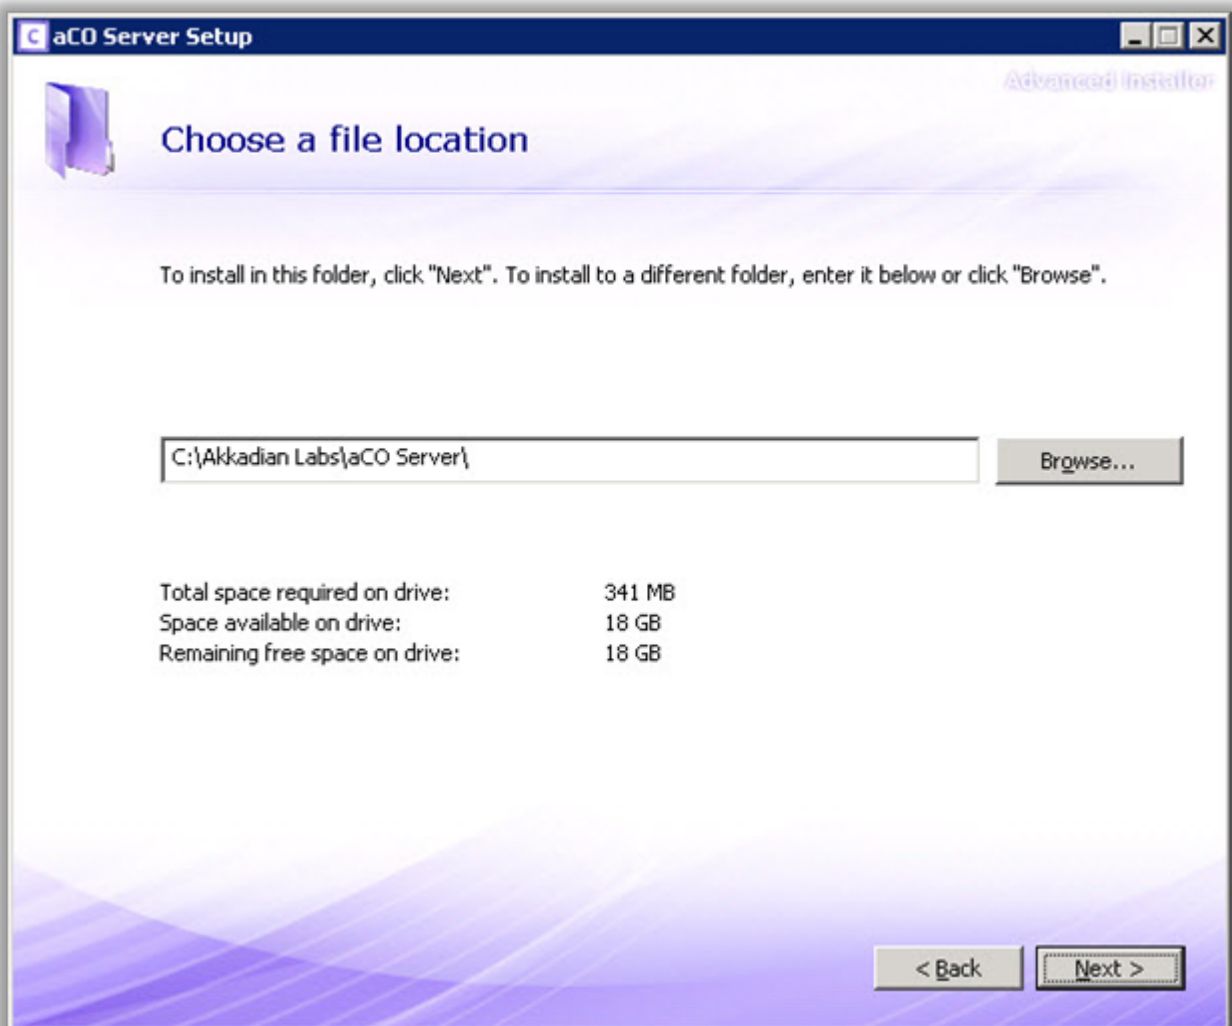 C aCO Server Setup
Advanced Installer
Choose a file location
To install in this folder, click "Next". To install to a different folder, enter it below or click "Browse".
C:\Akkadian Labs\aCO Server\
Browse...
Total space required on drive: 341 MB
Space available on drive: 18 GB
Remaining free space on drive: 18 GB
< Back
Next >